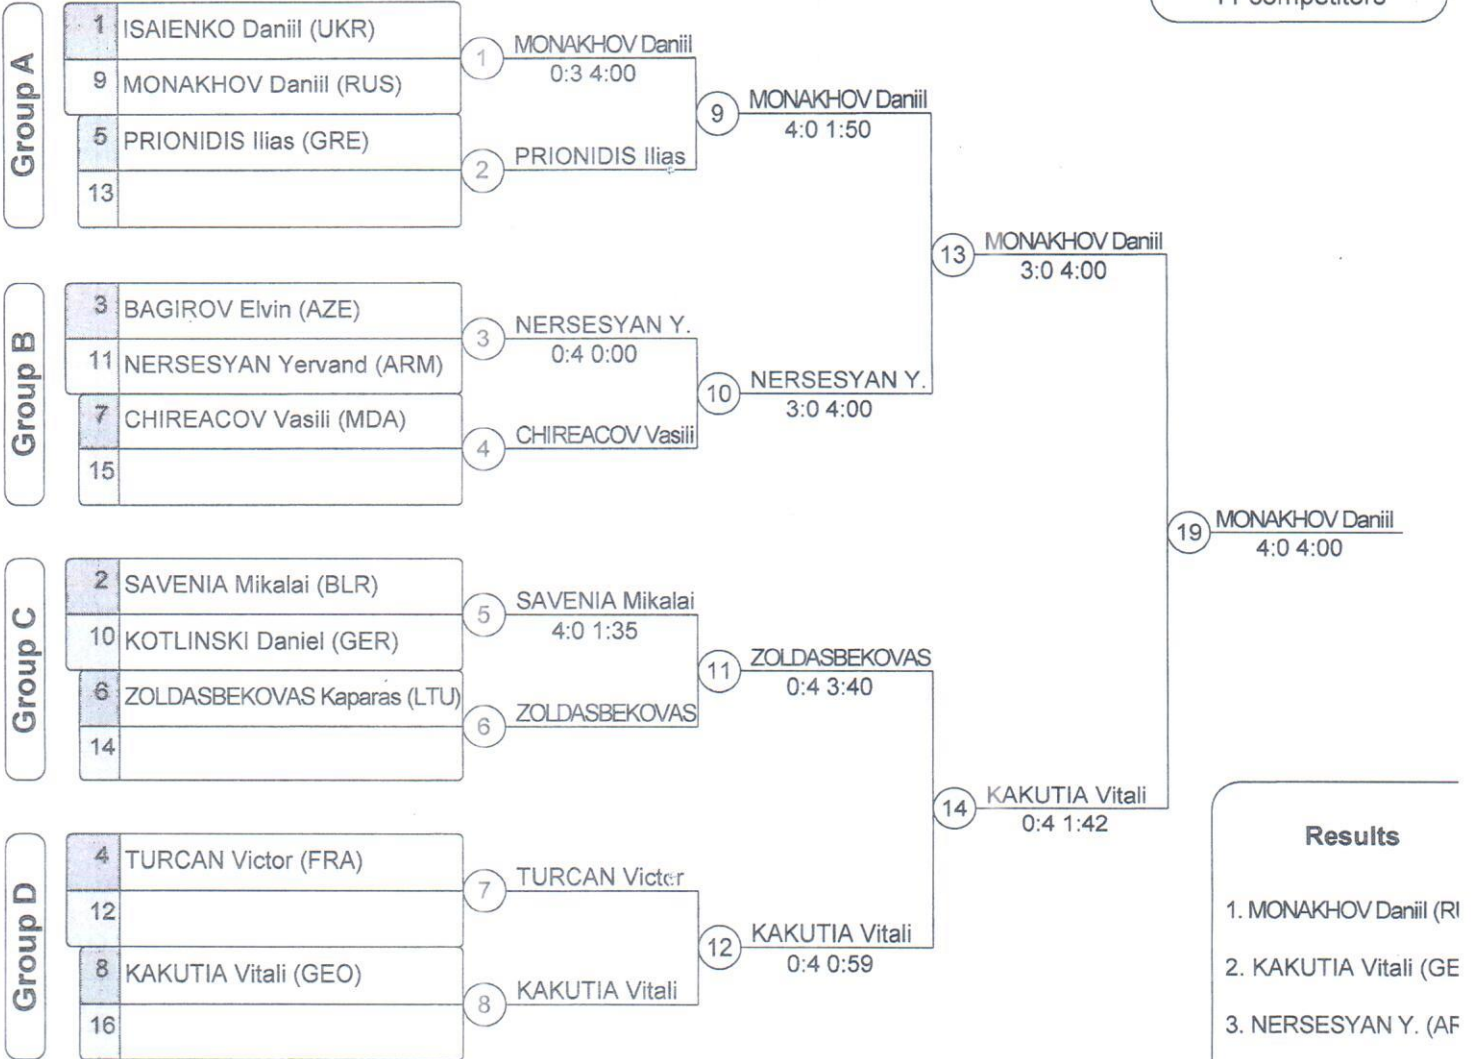 11 competitors
Group A
1 ISAIENKO Daniil (UKR)
9 MONAKHOV Daniil (RUS)
5 PRIONIDIS Ilias (GRE)
13
1 MONAKHOV Daniil
0:3 4:00
2 PRIONIDIS Ilias
9 MONAKHOV Daniil
4:0 1:50
13 MONAKHOV Daniil
3:0 4:00
Group B
3 BAGIROV Elvin (AZE)
11 NERSESYAN Yervand (ARM)
7 CHIREACOV Vasili (MDA)
15
3 NERSESYAN Y.
0:4 0:00
4 CHIREACOV Vasili
10 NERSESYAN Y.
3:0 4:00
19 MONAKHOV Daniil
4:0 4:00
Group C
2 SAVENIA Mikalai (BLR)
10 KOTLINSKI Daniel (GER)
6 ZOLDASBEKOVAS Kaparas (LTU)
14
5 SAVENIA Mikalai
4:0 1:35
6 ZOLDASBEKOVAS
11 ZOLDASBEKOVAS
0:4 3:40
14 KAKUTIA Vitali
0:4 1:42
Group D
4 TURCAN Victor (FRA)
12
8 KAKUTIA Vitali (GEO)
16
7 TURCAN Victor
8 KAKUTIA Vitali
12 KAKUTIA Vitali
0:4 0:59
Results
1. MONAKHOV Daniil (RU
2. KAKUTIA Vitali (GE
3. NERSESYAN Y. (AR